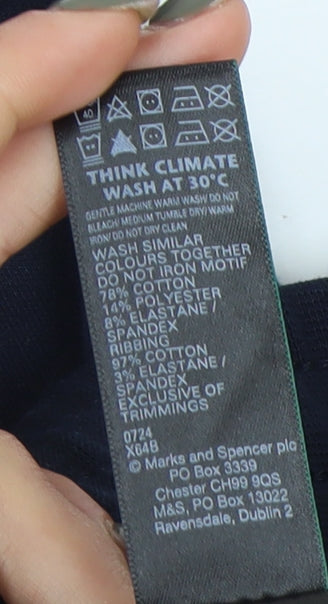 40
THINK CLIMATE
WASH AT 30°C
GENTLE MACHINE WARM WASH/DO NOT
BLEACH/MEDIUM TUMBLE DRY/WARM
IRON/DO NOT DRY CLEAN
WASH SIMILAR
COLOURS TOGETHER
DO NOT IRON MOTIF
78% COTTON
14% POLYESTER
8% ELASTANE /
SPANDEX
RIBBING
97% COTTON
3% ELASTANE /
SPANDEX
EXCLUSIVE OF
TRIMMINGS
0724
X64B
© Marks and Spencer plc
PO Box 3339
Chester CH99 9QS
M&S, PO Box 13022
Ravensdale, Dublin 2